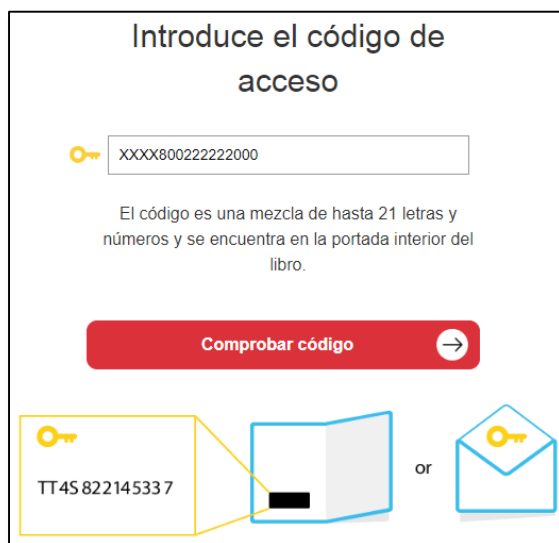 Introduce el código de
acceso
XXXX800222222000
El código es una mezcla de hasta 21 letras y
números y se encuentra en la portada interior del
libro.
Comprobar código
TT4S 822145337
or